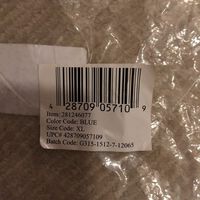 4 28709 05710 9
Item: 281246077
Color Code: BLUE
Size Code: XL
UPC# 428709057109
Batch Code: G315-1512-7-12065